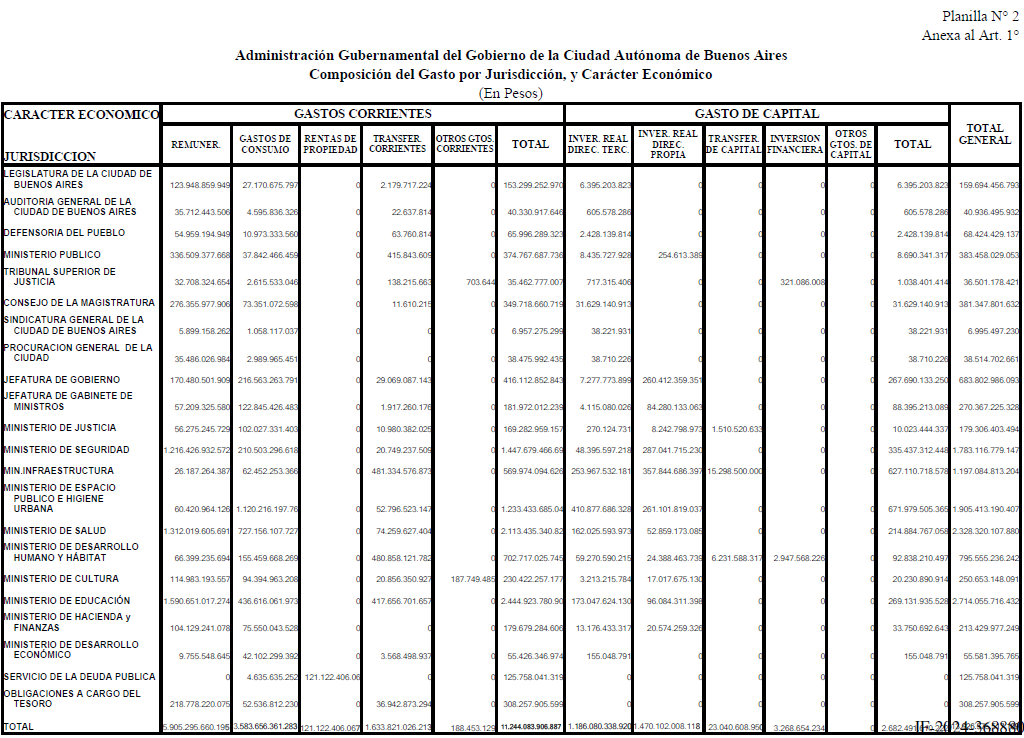 Planilla N° 2
Anexa al Art. 1°
Administración Gubernamental del Gobierno de la Ciudad Autónoma de Buenos Aires
Composición del Gasto por Jurisdicción, y Carácter Económico
(En Pesos)
CARACTER ECONOMICO GASTOS CORRIENTES GASTO DE CAPITAL TOTAL GENERAL
JURISDICCION REMUNER. GASTOS DE CONSUMO RENTAS DE PROPIEDAD TRANSFER. CORRIENTES OTROS GTOS. CORRIENTES TOTAL INVER. REAL DIREC. TERC. INVER. REAL DIREC. PROPIA TRANSFER. DE CAPITAL INVERSION FINANCIERA OTROS GTOS. DE CAPITAL TOTAL
LEGISLATURA DE LA CIUDAD DE
BUENOS AIRES 123.948.859.949 27.170.675.797 0 2.179.717.224 0 153.299.252.970 6.395.203.823 0 0 0 0 6.395.203.823 159.694.456.793
AUDITORIA GENERAL DE LA
CIUDAD DE BUENOS AIRES 35.712.443.506 4.595.836.326 0 22.637.814 0 40.330.917.646 605.578.286 0 0 0 0 605.578.286 40.936.495.932
DEFENSORIA DEL PUEBLO 54.959.194.949 10.973.333.560 0 63.760.814 0 65.996.289.323 2.428.139.814 0 0 0 0 2.428.139.814 68.424.429.137
MINISTERIO PUBLICO 336.509.377.668 37.842.466.459 0 415.843.609 0 374.767.687.736 8.435.727.928 254.613.389 0 0 0 8.690.341.317 383.458.029.053
TRIBUNAL SUPERIOR DE
JUSTICIA 32.708.324.654 2.615.533.046 0 138.215.663 703.644 35.462.777.007 717.315.406 0 0 321.086.008 0 1.038.401.414 36.501.178.421
CONSEJO DE LA MAGISTRATURA 276.355.977.906 73.351.072.598 0 11.610.215 0 349.718.660.719 31.629.140.913 0 0 0 0 31.629.140.913 381.347.801.632
SINDICATURA GENERAL DE LA
CIUDAD DE BUENOS AIRES 5.899.158.262 1.058.117.037 0 0 0 6.957.275.299 38.221.931 0 0 0 0 38.221.931 6.995.497.230
PROCURACION GENERAL DE LA
CIUDAD 35.486.026.984 2.989.965.451 0 0 0 38.475.992.435 38.710.226 0 0 0 0 38.710.226 38.514.702.661
JEFATURA DE GOBIERNO 170.480.501.909 216.563.263.791 0 29.069.087.143 0 416.112.852.843 7.277.773.899 260.412.359.351 0 0 0 267.690.133.250 683.802.986.093
JEFATURA DE GABINETE DE
MINISTROS 57.209.325.580 122.845.426.483 0 1.917.260.176 0 181.972.012.239 4.115.080.026 84.280.133.063 0 0 0 88.395.213.089 270.367.225.328
MINISTERIO DE JUSTICIA 56.275.245.729 102.027.331.403 0 10.980.382.025 0 169.282.959.157 270.124.731 8.242.798.973 1.510.520.633 0 0 10.023.444.337 179.306.403.494
MINISTERIO DE SEGURIDAD 1.216.426.932.572 210.503.296.618 0 20.749.237.509 0 1.447.679.466.69 48.395.597.218 287.041.715.230 0 0 0 335.437.312.448 1.783.116.779.147
MIN.INFRAESTRUCTURA 26.187.264.387 62.452.253.366 0 481.334.576.873 0 569.974.094.626 253.967.532.181 357.844.686.397 15.298.500.000 0 0 627.110.718.578 1.197.084.813.204
MINISTERIO DE ESPACIO
PUBLICO E HIGIENE
URBANA 60.420.964.126 1.120.216.197.76 0 52.796.523.147 0 1.233.433.685.04 410.877.686.328 261.101.819.037 0 0 0 671.979.505.365 1.905.413.190.407
MINISTERIO DE SALUD 1.312.019.605.691 727.156.107.727 0 74.259.627.404 0 2.113.435.340.82 162.025.593.973 52.859.173.085 0 0 0 214.884.767.058 2.328.320.107.880
MINISTERIO DE DESARROLLO
HUMANO Y HÁBITAT 66.399.235.694 155.459.668.269 0 480.858.121.782 0 702.717.025.745 59.270.590.215 24.388.463.739 6.231.588.317 2.947.568.226 0 92.838.210.497 795.555.236.242
MINISTERIO DE CULTURA 114.983.193.557 94.394.963.208 0 20.856.350.927 187.749.485 230.422.257.177 3.213.215.784 17.017.675.130 0 0 0 20.230.890.914 250.653.148.091
MINISTERIO DE EDUCACIÓN 1.590.651.017.274 436.616.061.973 0 417.656.701.657 0 2.444.923.780.90 173.047.624.130 96.084.311.398 0 0 0 269.131.935.528 2.714.055.716.432
MINISTERIO DE HACIENDA y
FINANZAS 104.129.241.078 75.550.043.528 0 0 0 179.679.284.606 13.176.433.317 20.574.259.326 0 0 0 33.750.692.643 213.429.977.249
MINISTERIO DE DESARROLLO
ECONÓMICO 9.755.548.645 42.102.299.392 0 3.568.498.937 0 55.426.346.974 155.048.791 0 0 0 0 155.048.791 55.581.395.765
SERVICIO DE LA DEUDA PUBLICA 0 4.635.635.252 121.122.406.06 0 0 125.758.041.319 0 0 0 0 0 0 125.758.041.319
OBLIGACIONES A CARGO DEL
TESORO 218.778.220.075 52.536.812.230 0 36.942.873.294 0 308.257.905.599 0 0 0 0 0 0 308.257.905.599
TOTAL 5.905.295.660.195 3.583.656.361.283 121.122.406.067 1.633.821.026.213 188.453.129 11.244.083.906.887 1.186.080.338.920 1.470.102.008.118 23.040.608.950 3.268.654.234 0